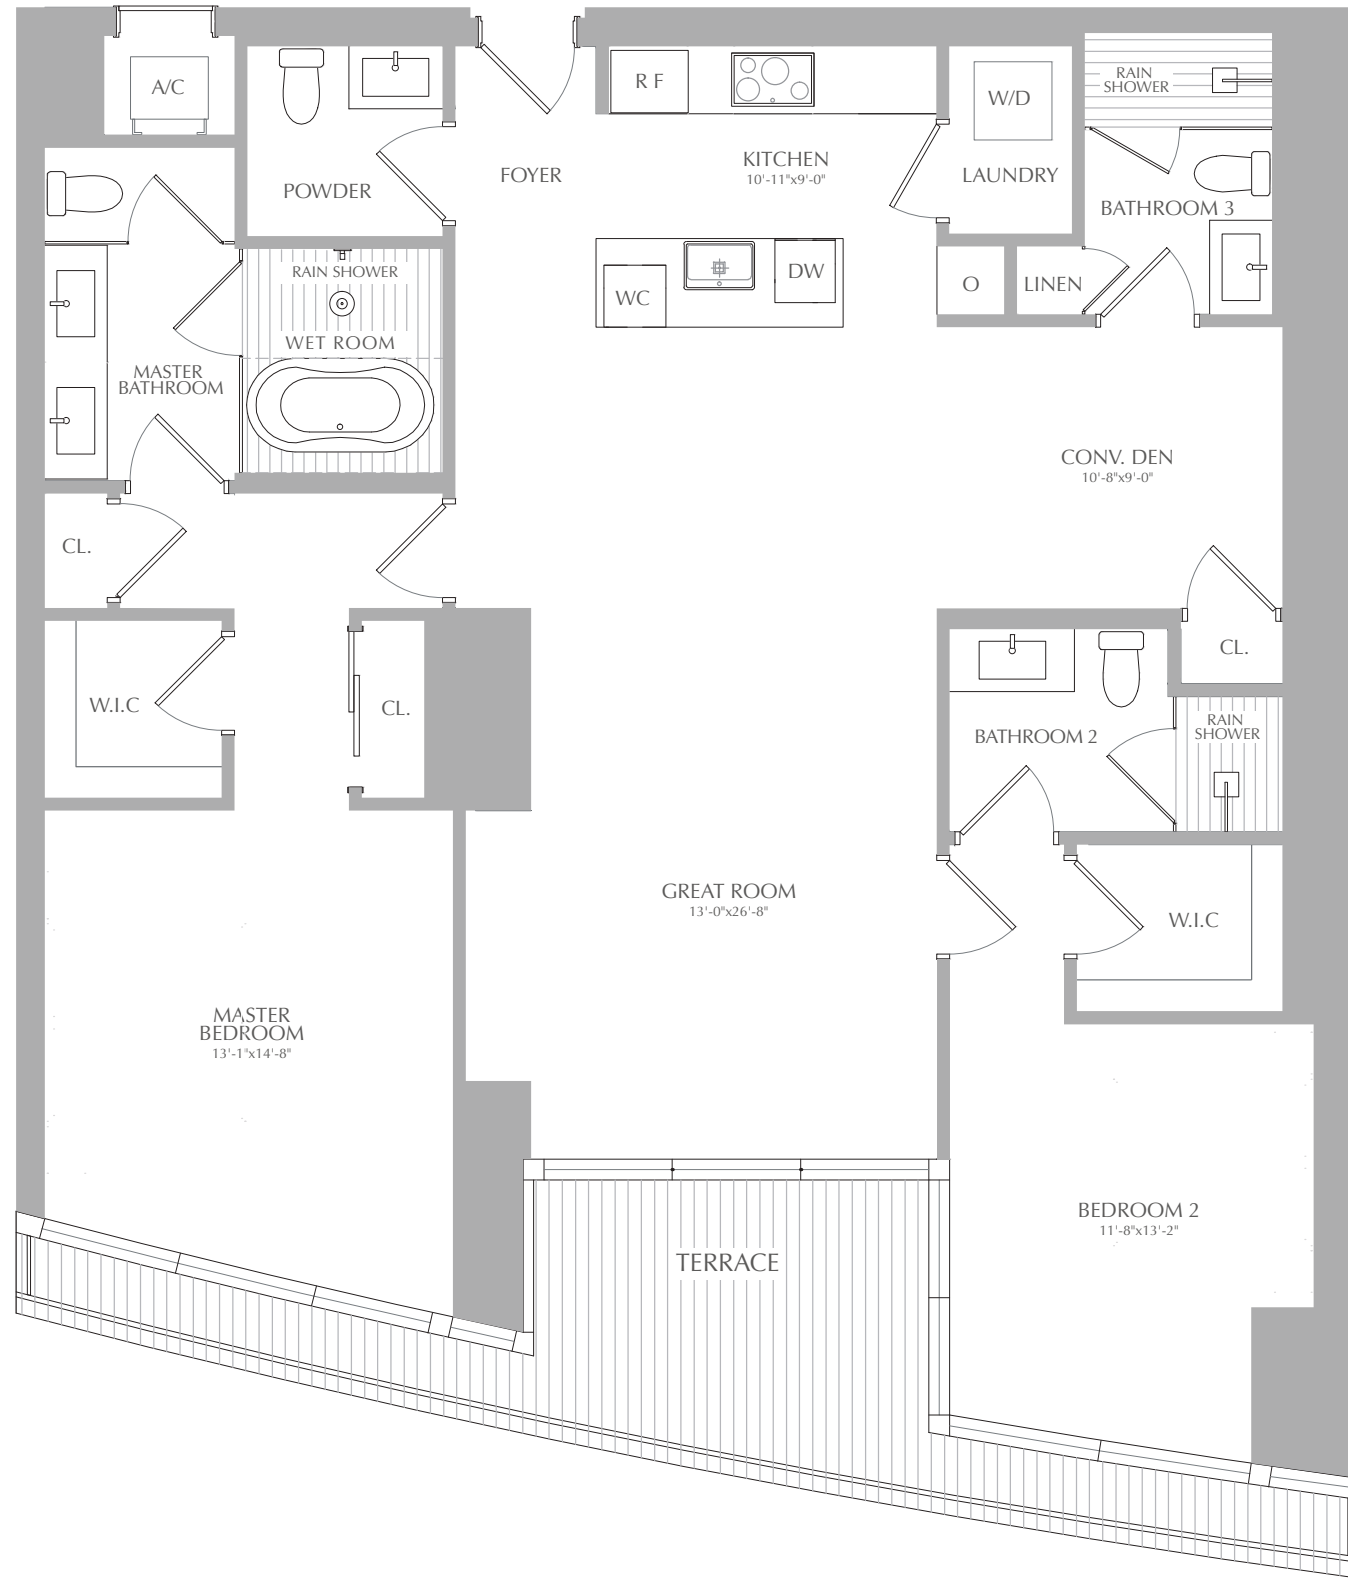 A/C
R F
W/D
RAIN
SHOWER
POWDER
FOYER
KITCHEN
10'-11"x9'-0"
LAUNDRY
BATHROOM 3
RAIN SHOWER
WC
DW
O
LINEN
WET ROOM
MASTER
BATHROOM
CONV. DEN
10'-8"x9'-0"
CL.
CL.
W.I.C
CL.
BATHROOM 2
RAIN
SHOWER
GREAT ROOM
13'-0"x26'-8"
W.I.C
MASTER
BEDROOM
13'-1"x14'-8"
BEDROOM 2
11'-8"x13'-2"
TERRACE